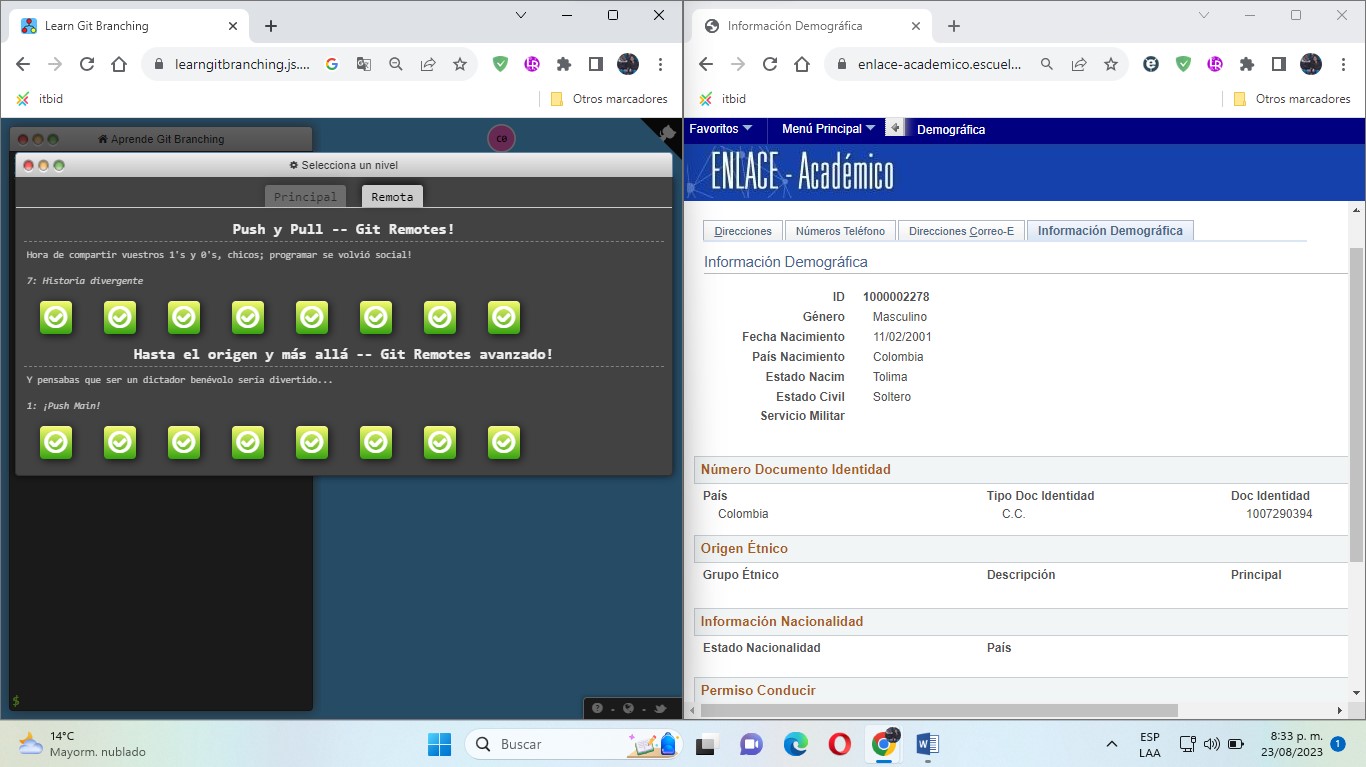 Learn Git Branching
learngitbranching.js....
itbid
Otros marcadores
Aprende Git Branching
C0
Selecciona un nivel
Principal
Remota
Push y Pull -- Git Remotes!
Hora de compartir vuestros 1's y 0's, chicos; programar se volvió social!
7: Historia divergente
Hasta el origen y más allá -- Git Remotes avanzado!
Y pensabas que ser un dictador benévolo sería divertido...
1: ¡Push Main!
$
Información Demográfica
enlace-academico.escuel...
itbid
Otros marcadores
Favoritos
Menú Principal
Demográfica
ENLACE - Académico
Direcciones
Números Teléfono
Direcciones Correo-E
Información Demográfica
Información Demográfica
ID 1000002278
Género Masculino
Fecha Nacimiento 11/02/2001
País Nacimiento Colombia
Estado Nacim Tolima
Estado Civil Soltero
Servicio Militar
Número Documento Identidad
País Tipo Doc Identidad Doc Identidad
Colombia C.C. 1007290394
Origen Étnico
Grupo Étnico Descripción Principal
Información Nacionalidad
Estado Nacionalidad País
Permiso Conducir
14°C
Mayorm. nublado
Buscar
ESP
LAA
8:33 p. m.
23/08/2023
1